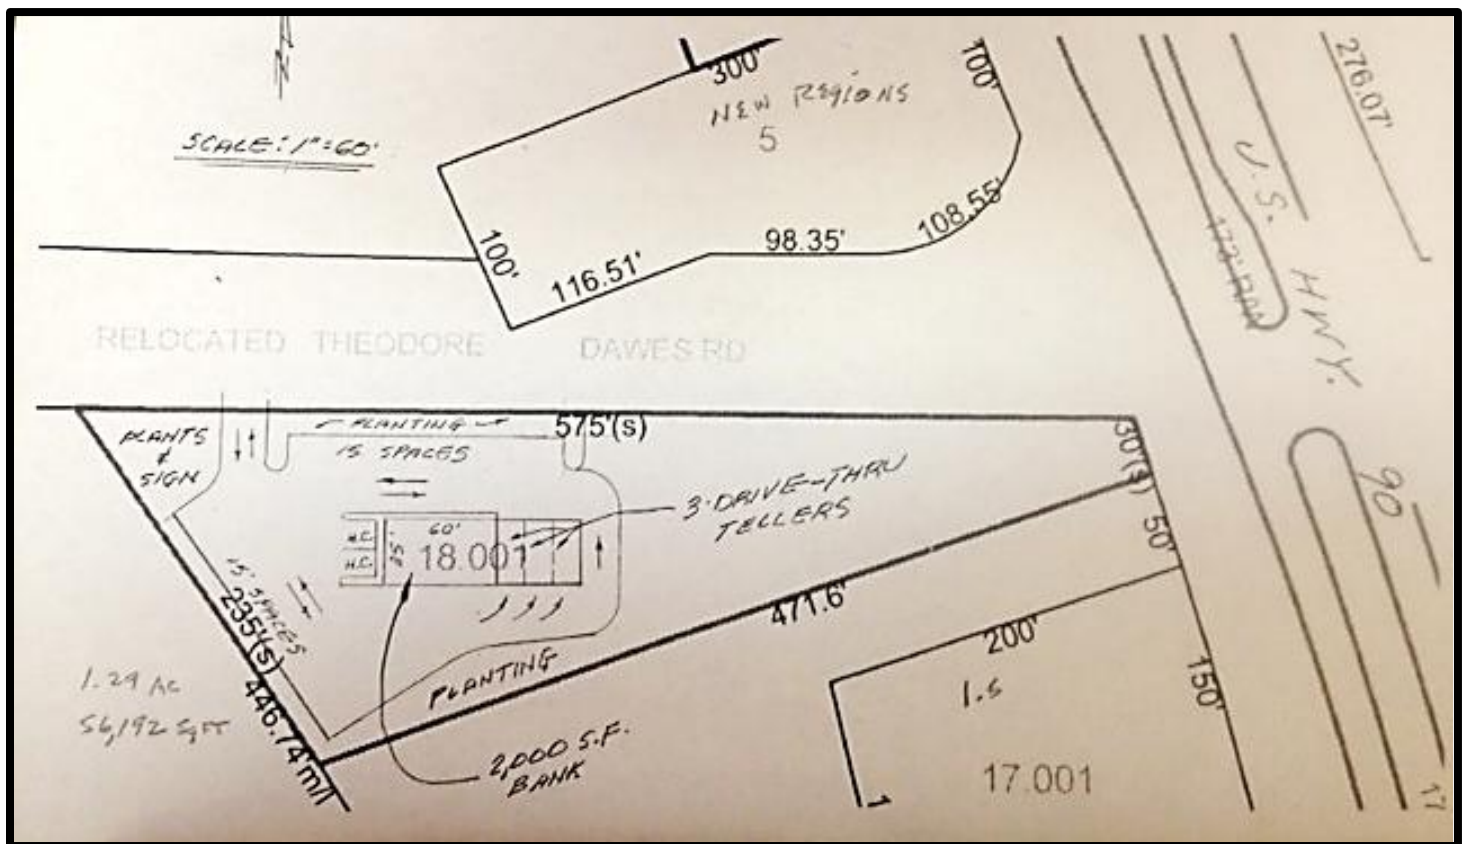 N
SCALE: 1"=60'
300'
NEW REGIONS
5
100'
276.07'
100'
116.51'
98.35'
108.55'
U.S.
HWY.
90
RELOCATED THEODORE DAWES RD
PLANTS
&
SIGN
PLANTING
575'(s)
15 SPACES
30'(s)
3-DRIVE-THRU
TELLERS
H.C.
H.C.
60'
18.001
50'
15' SPACES
235'(s)
471.6'
200'
150'
1.29 AC
56,192 SqFT
446.74'm/l
PLANTING
2,000 S.F.
BANK
1.5
17.001
1
17